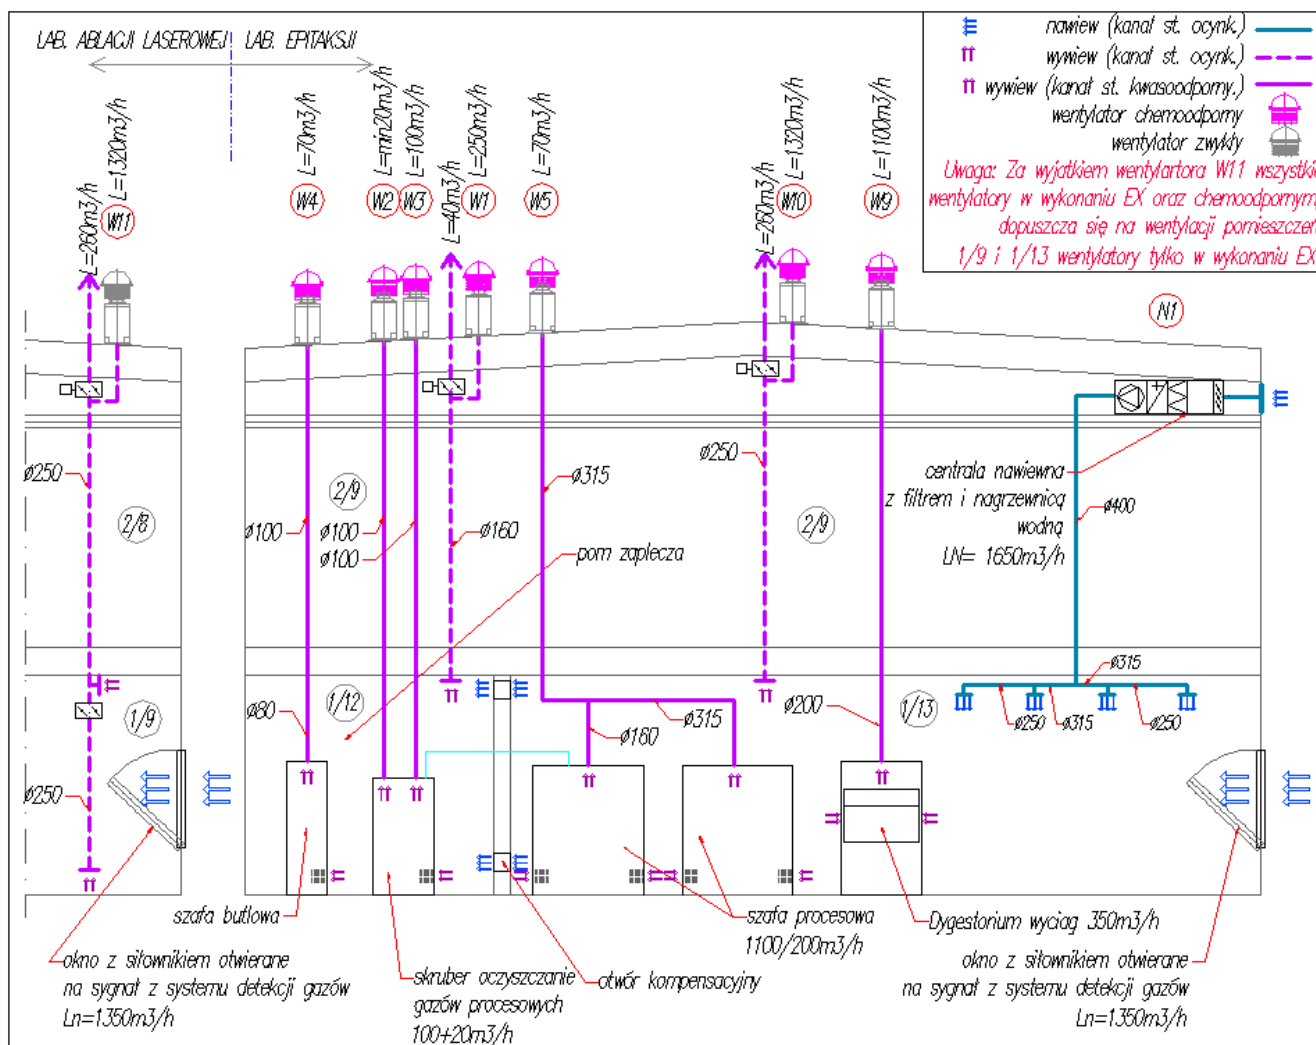 LAB. ABLACJI LASEROWEJ
LAB. EPITAKSJI
nawiew (kanał st. ocynk.)
wywiew (kanał st. ocynk.)
wywiew (kanał st. kwasoodporny.)
wentylator chemoodporny
wentylator zwykły
Uwaga: Za wyjatkiem wentylartora W11 wszystki
wentylatory w wykonaniu EX oraz chemoodpornym
dopuszcza się na wentylacji pomieszczeń
1/9 i 1/13 wentylatory tylko w wykonaniu EX
L=260m3/h
L=1320m3/h
L=70m3/h
L=min20m3/h
L=100m3/h
L=40m3/h
L=250m3/h
L=70m3/h
L=260m3/h
L=1320m3/h
L=1100m3/h
W11
W4
W2
W3
W1
W5
W10
W9
N1
ø250
2/8
ø100
2/9
ø100
ø100
ø160
ø315
pom zaplecza
ø250
2/9
centrala nawiewna
z filtrem i nagrzewnicą
wodną
LN= 1650m3/h
ø400
1/9
ø80
1/12
ø160
ø315
ø200
1/13
ø315
ø250
ø315
ø250
ø250
szafa butlowa
okno z siłownikiem otwierane
na sygnał z systemu detekcji gazów
Ln=1350m3/h
skruber oczyszczanie
gazów procesowych
100+20m3/h
otwór kompensacyjny
szafa procesowa
1100/200m3/h
Dygestorium wyciag 350m3/h
okno z siłownikiem otwierane
na sygnał z systemu detekcji gazów
Ln=1350m3/h